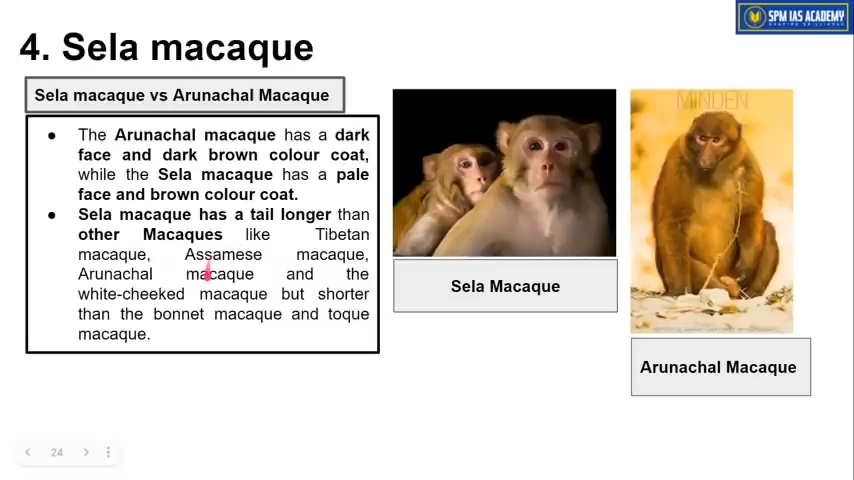 SPM IAS ACADEMY
4. Sela macaque
Sela macaque vs Arunachal Macaque
● The Arunachal macaque has a dark
face and dark brown colour coat,
while the Sela macaque has a pale
face and brown colour coat.
● Sela macaque has a tail longer than
other Macaques like Tibetan
macaque, Assamese macaque,
Arunachal macaque and the
white-cheeked macaque but shorter
than the bonnet macaque and toque
macaque.
MINDEN
Sela Macaque
Arunachal Macaque
24